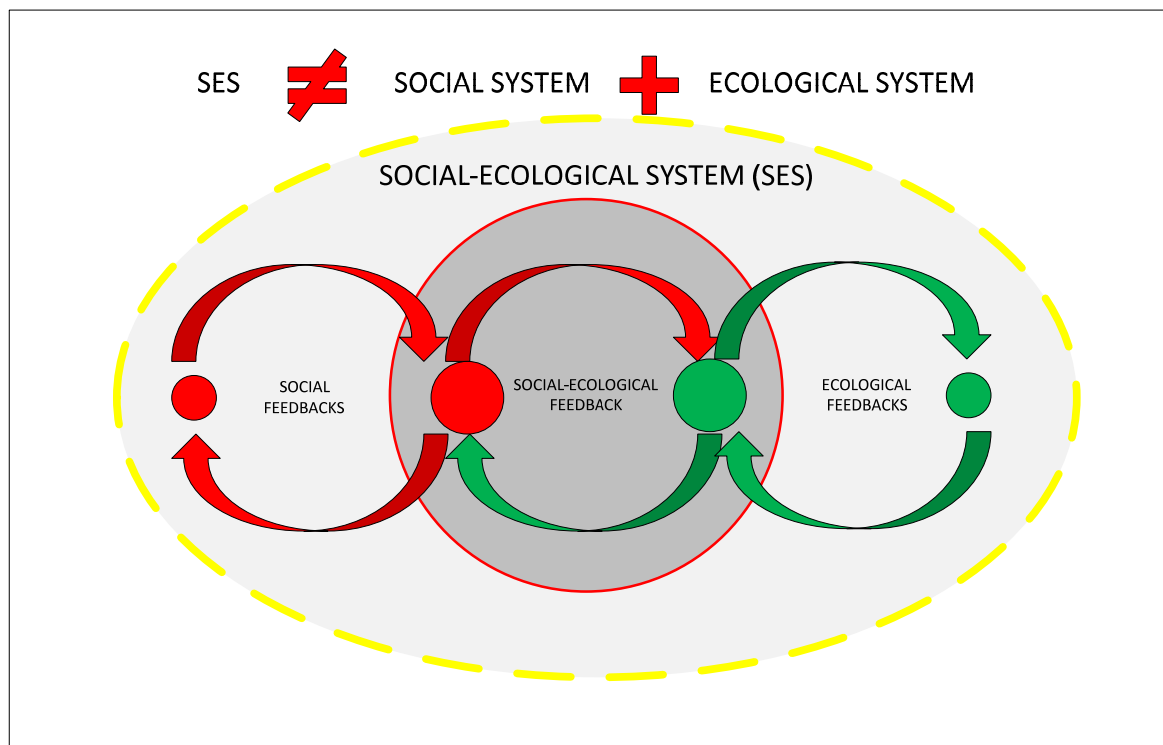 SES ≠ SOCIAL SYSTEM + ECOLOGICAL SYSTEM
SOCIAL-ECOLOGICAL SYSTEM (SES)
SOCIAL
FEEDBACKS
SOCIAL-ECOLOGICAL
FEEDBACK
ECOLOGICAL
FEEDBACKS